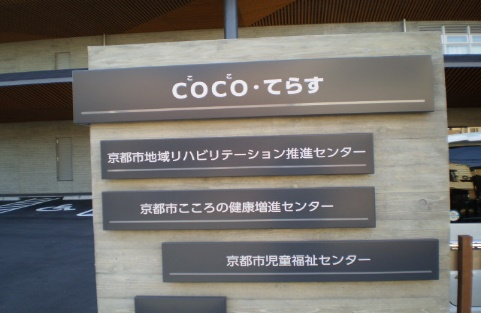 COCO・てらす
京都市地域リハビリテーション推進センター
京都市こころの健康増進センター
京都市児童福祉センター